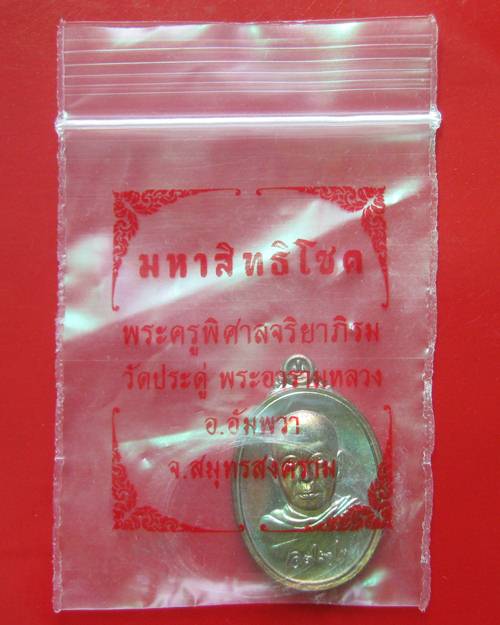 มหาสิทธิโชค
พระครูพิศาลจริยาภิรม
วัดประดู่ พระอารามหลวง
อ.อัมพวา
จ.สมุทรสงคราม